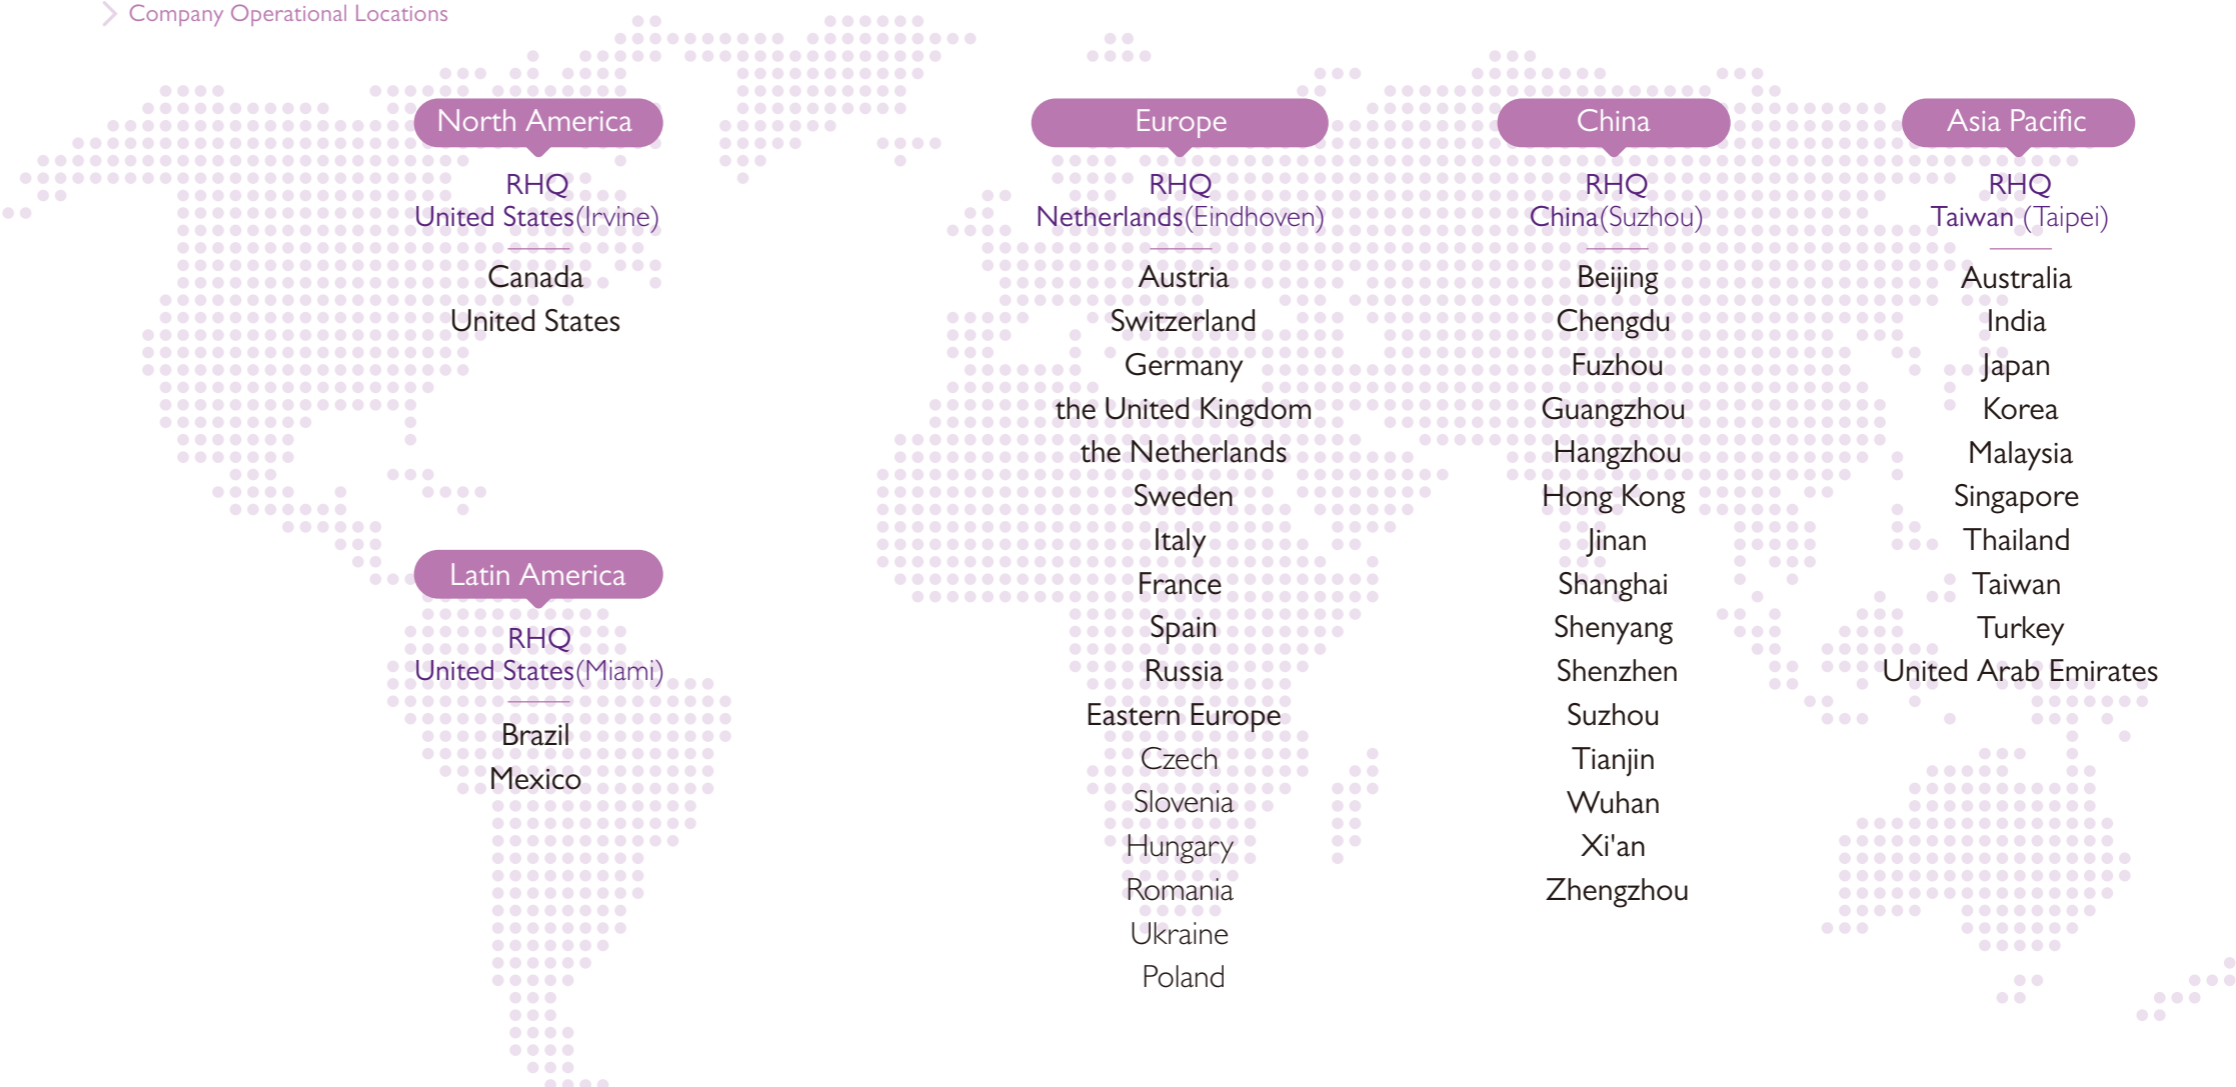 Company Operational Locations
North America
RHQ
United States(Irvine)
Canada
United States
Latin America
RHQ
United States(Miami)
Brazil
Mexico
Europe
RHQ
Netherlands(Eindhoven)
Austria
Switzerland
Germany
the United Kingdom
the Netherlands
Sweden
Italy
France
Spain
Russia
Eastern Europe
Czech
Slovenia
Hungary
Romania
Ukraine
Poland
China
RHQ
China(Suzhou)
Beijing
Chengdu
Fuzhou
Guangzhou
Hangzhou
Hong Kong
Jinan
Shanghai
Shenyang
Shenzhen
Suzhou
Tianjin
Wuhan
Xi'an
Zhengzhou
Asia Pacific
RHQ
Taiwan (Taipei)
Australia
India
Japan
Korea
Malaysia
Singapore
Thailand
Taiwan
Turkey
United Arab Emirates